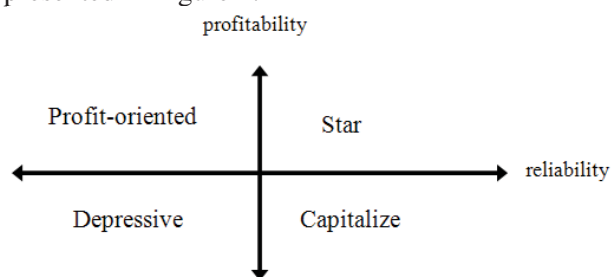 profitability
Profit-oriented
Star
reliability
Depressive
Capitalize